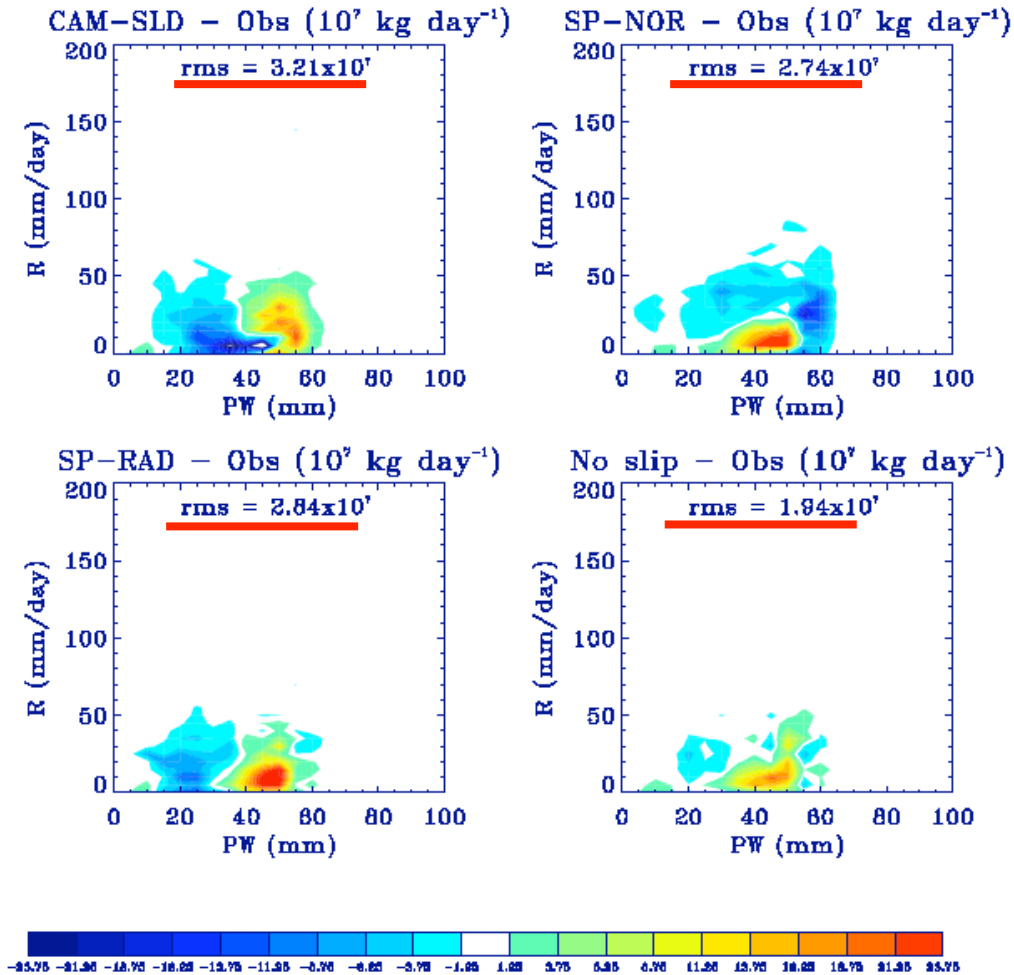 CAM-SLD - Obs (10⁷ kg day⁻¹)
rms = 3.21x10⁷
200
150
100
50
0
R (mm/day)
0 20 40 60 80 100
PW (mm)
SP-NOR - Obs (10⁷ kg day⁻¹)
rms = 2.74x10⁷
200
150
100
50
0
R (mm/day)
0 20 40 60 80 100
PW (mm)
SP-RAD - Obs (10⁷ kg day⁻¹)
rms = 2.84x10⁷
200
150
100
50
0
R (mm/day)
0 20 40 60 80 100
PW (mm)
No slip - Obs (10⁷ kg day⁻¹)
rms = 1.94x10⁷
200
150
100
50
0
R (mm/day)
0 20 40 60 80 100
PW (mm)